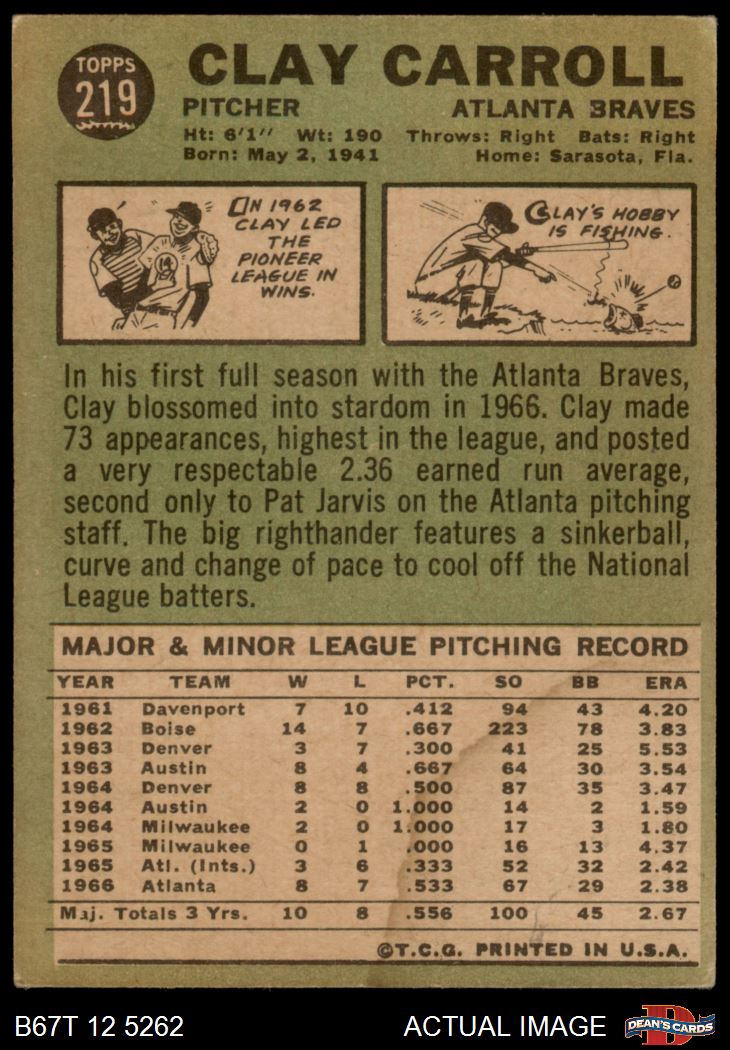 TOPPS
219
CLAY CARROLL
PITCHER ATLANTA BRAVES
Ht: 6'1" Wt: 190 Throws: Right Bats: Right
Born: May 2, 1941 Home: Sarasota, Fla.
IN 1962
CLAY LED
THE
PIONEER
LEAGUE IN
WINS.
CLAY'S HOBBY
IS FISHING.
In his first full season with the Atlanta Braves,
Clay blossomed into stardom in 1966. Clay made
73 appearances, highest in the league, and posted
a very respectable 2.36 earned run average,
second only to Pat Jarvis on the Atlanta pitching
staff. The big righthander features a sinkerball,
curve and change of pace to cool off the National
League batters.
MAJOR & MINOR LEAGUE PITCHING RECORD
YEAR TEAM W L PCT. SO BB ERA
1961 Davenport 7 10 .412 94 43 4.20
1962 Boise 14 7 .667 223 78 3.83
1963 Denver 3 7 .300 41 25 5.53
1963 Austin 8 4 .667 64 30 3.54
1964 Denver 8 8 .500 87 35 3.47
1964 Austin 2 0 1.000 14 2 1.59
1964 Milwaukee 2 0 1.000 17 3 1.80
1965 Milwaukee 0 1 .000 16 13 4.37
1965 Atl. (Ints.) 3 6 .333 52 32 2.42
1966 Atlanta 8 7 .533 67 29 2.38
Maj. Totals 3 Yrs. 10 8 .556 100 45 2.67
©T.C.G. PRINTED IN U.S.A.
B67T 12 5262 ACTUAL IMAGE
D
DEAN'S CARDS